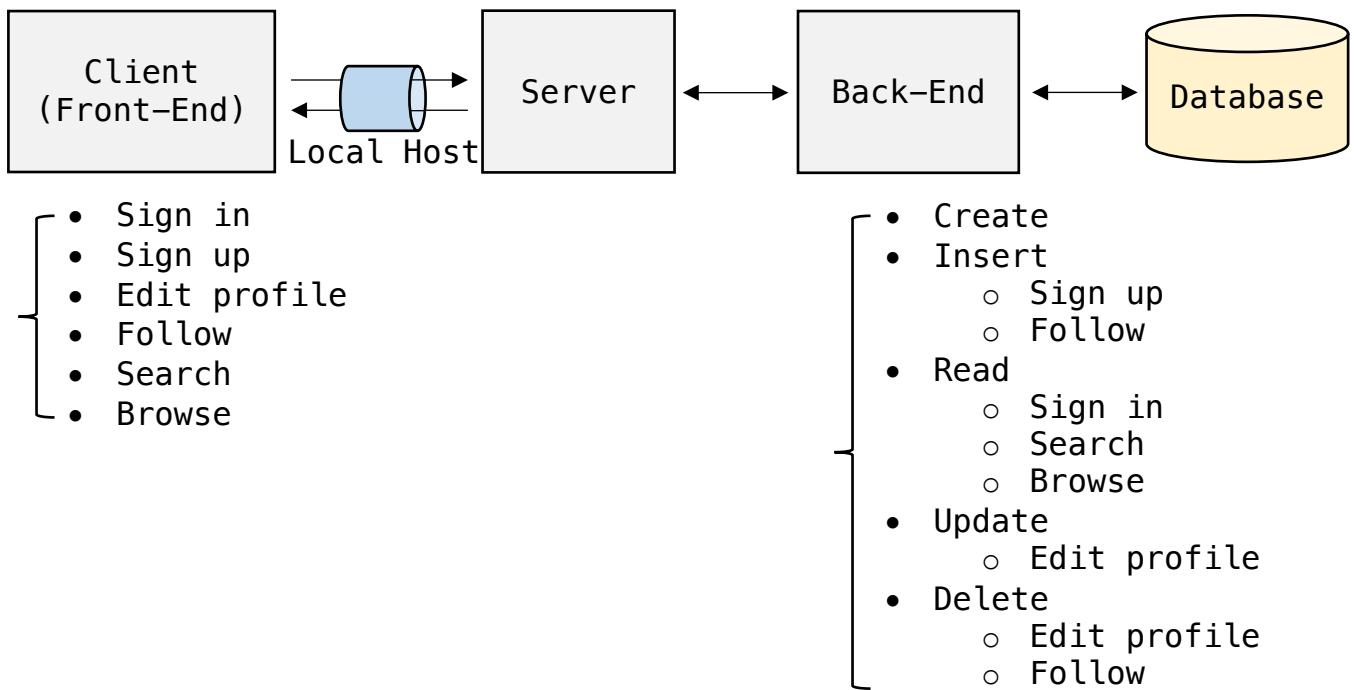 Client
(Front-End)
Local Host
Server
Back-End
Database
• Sign in
• Sign up
• Edit profile
• Follow
• Search
• Browse
• Create
• Insert
○ Sign up
○ Follow
• Read
○ Sign in
○ Search
○ Browse
• Update
○ Edit profile
• Delete
○ Edit profile
○ Follow